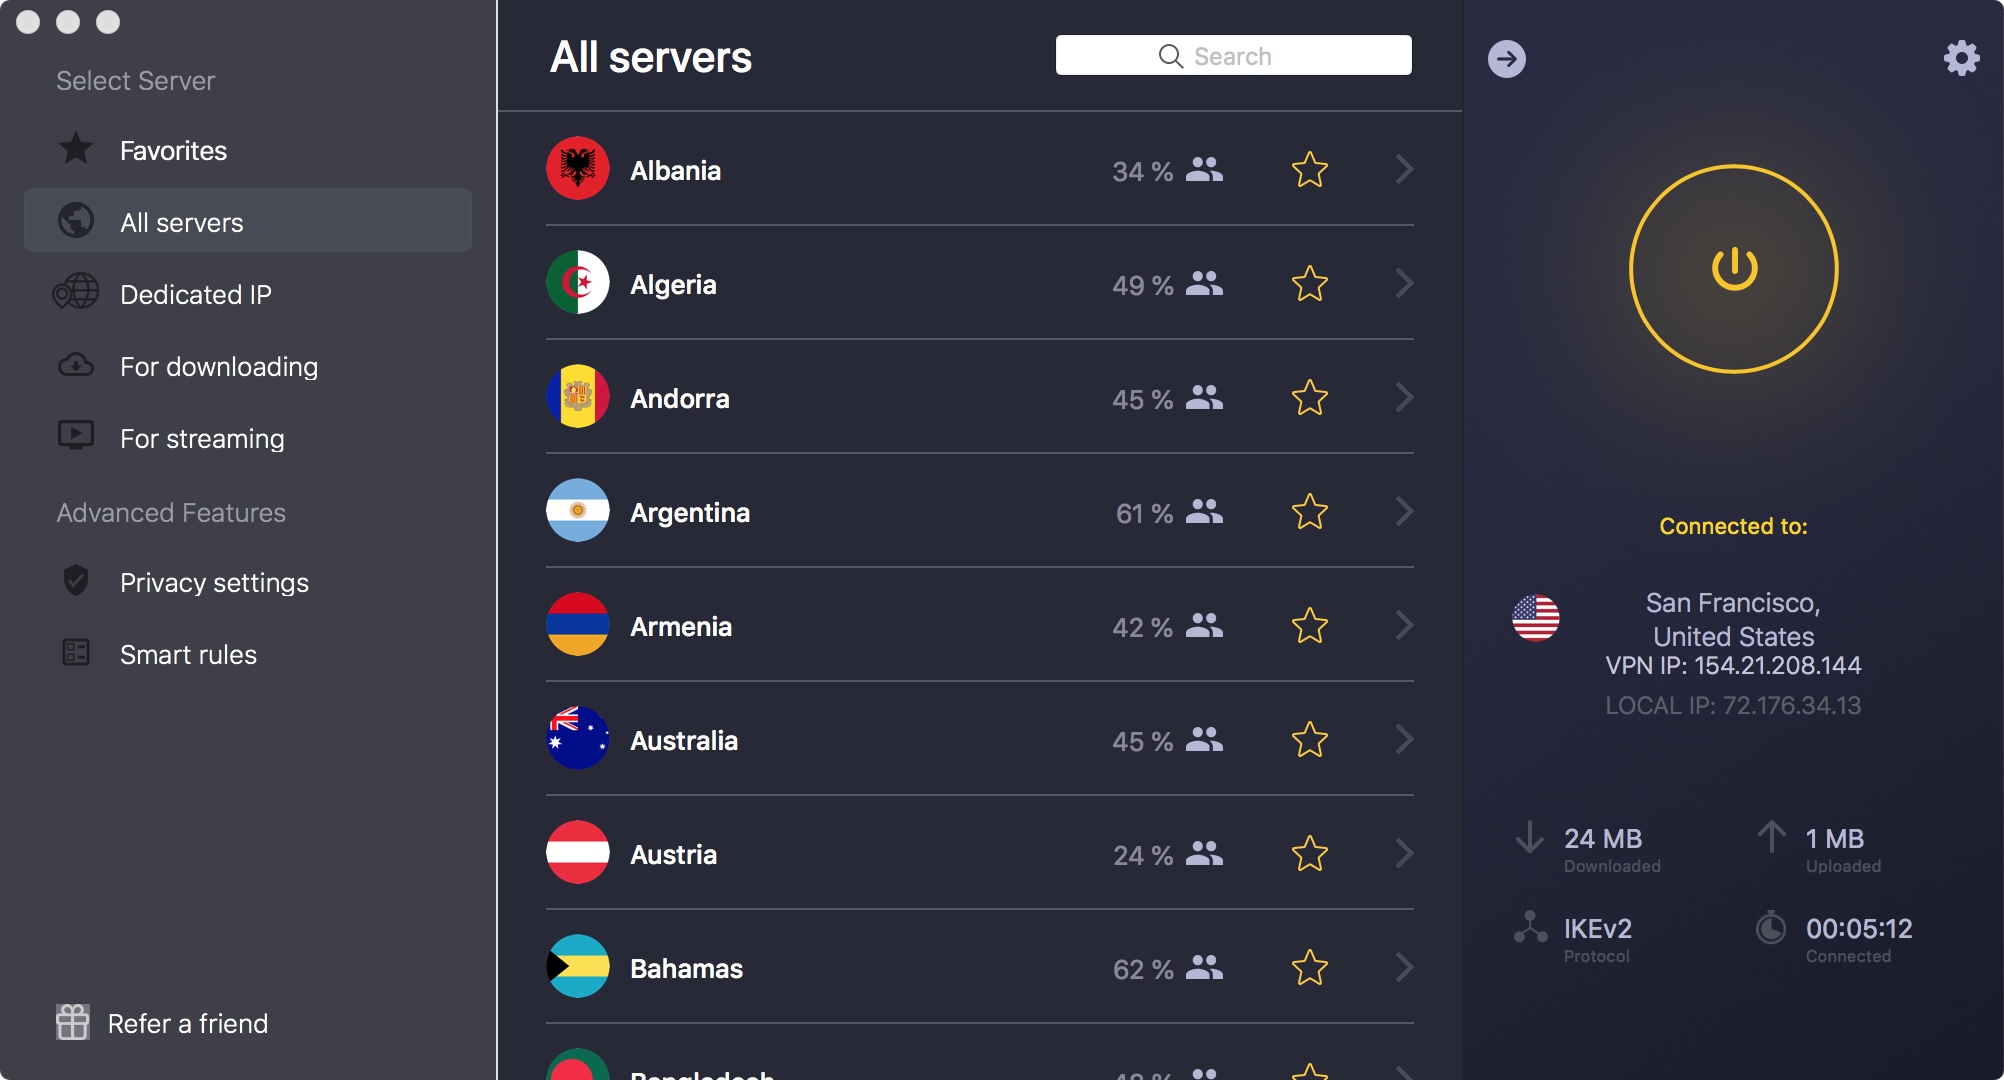 Select Server
Favorites
All servers
Dedicated IP
For downloading
For streaming
Advanced Features
Privacy settings
Smart rules
Refer a friend
All servers
Search
Albania 34 %
Algeria 49 %
Andorra 45 %
Argentina 61 %
Armenia 42 %
Australia 45 %
Austria 24 %
Bahamas 62 %
Bangladesh
Connected to:
San Francisco,
United States
VPN IP: 154.21.208.144
LOCAL IP: 72.176.34.13
24 MB
Downloaded
1 MB
Uploaded
IKEv2
Protocol
00:05:12
Connected